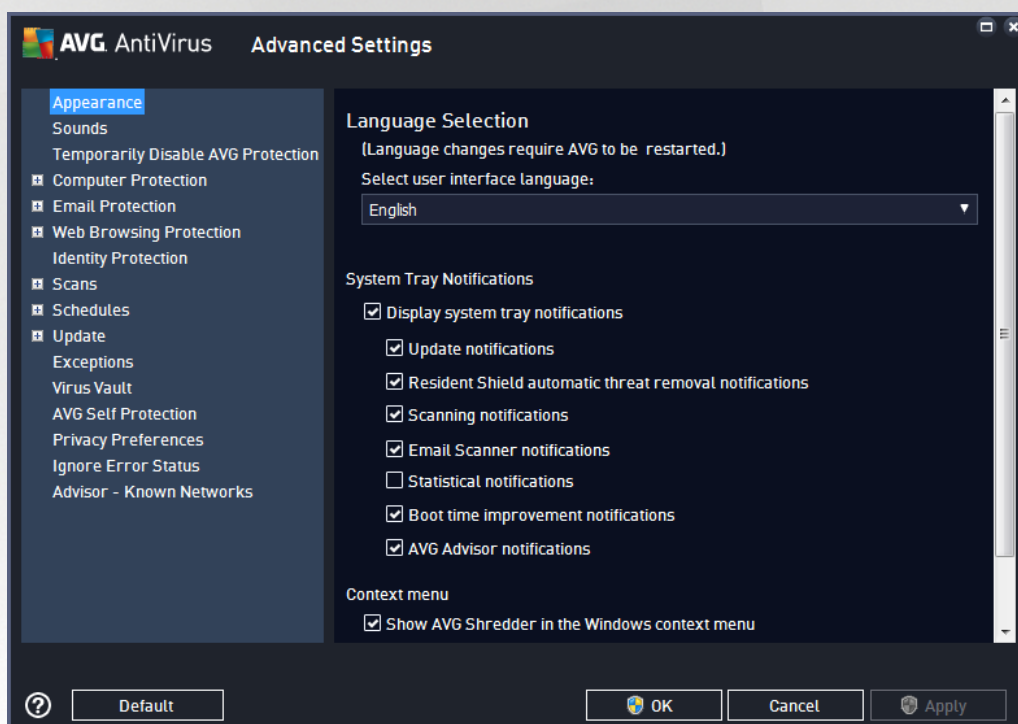 AVG. AntiVirus Advanced Settings
Appearance
Sounds
Temporarily Disable AVG Protection
Computer Protection
Email Protection
Web Browsing Protection
Identity Protection
Scans
Schedules
Update
Exceptions
Virus Vault
AVG Self Protection
Privacy Preferences
Ignore Error Status
Advisor - Known Networks
Language Selection
(Language changes require AVG to be restarted.)
Select user interface language:
English
System Tray Notifications
Display system tray notifications
Update notifications
Resident Shield automatic threat removal notifications
Scanning notifications
Email Scanner notifications
Statistical notifications
Boot time improvement notifications
AVG Advisor notifications
Context menu
Show AVG Shredder in the Windows context menu
? Default OK Cancel Apply